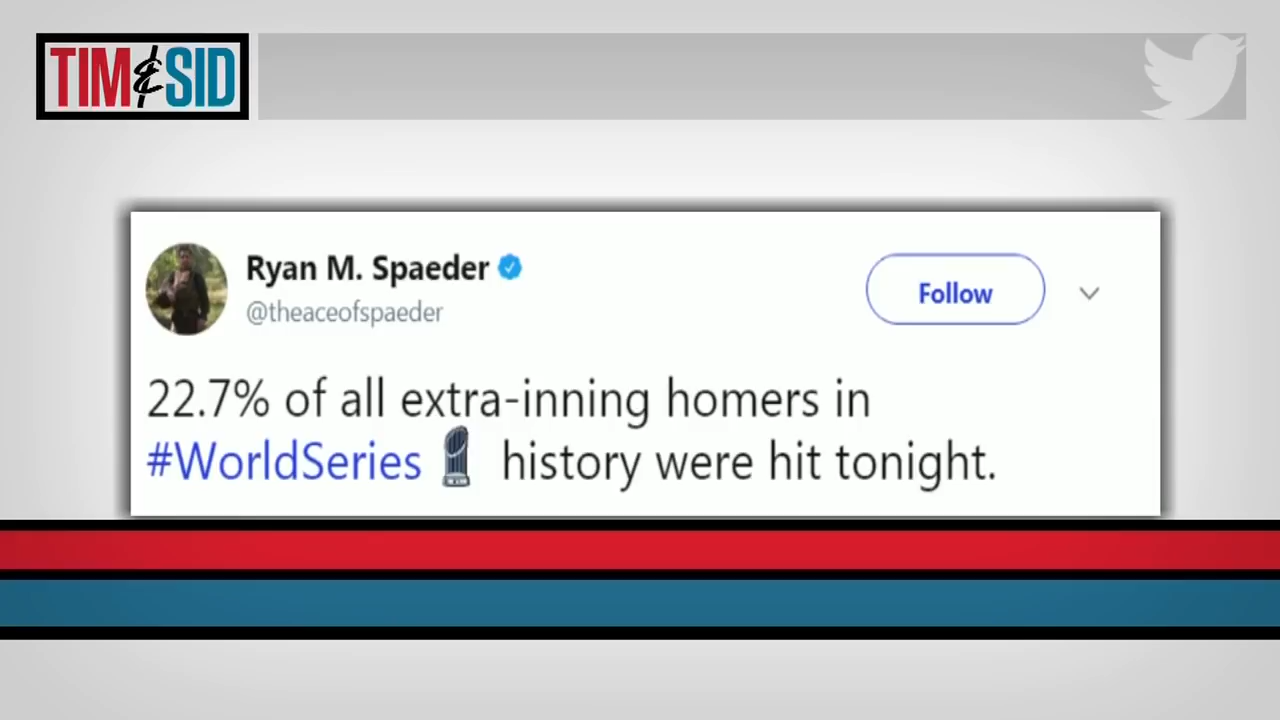 TIM & SID
Ryan M. Spaeder
@theaceofspaeder
Follow
22.7% of all extra-inning homers in
#WorldSeries history were hit tonight.